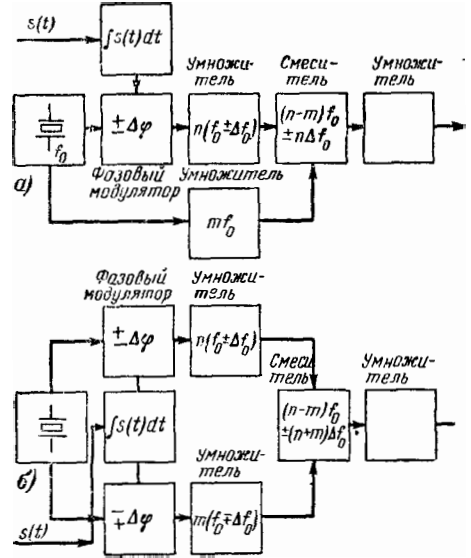 s(t)
∫s(t)dt
Умножи-
тель
Смеси-
тель
Умножи-
тель
f₀
± Δφ
n(f₀±Δf₀)
(n-m)f₀
±nΔf₀
а)
Фазовый
модулятор
Умножитель
mf₀
Фазовый
модулятор
Умножи-
тель
± Δφ
n(f₀±Δf₀)
Смеси
тель
Умножи-
тель
∫s(t)dt
(n-m)f₀
±(n+m)Δf₀
б)
Умножи-
тель
s(t)
∓ Δφ
m(f₀∓Δf₀)